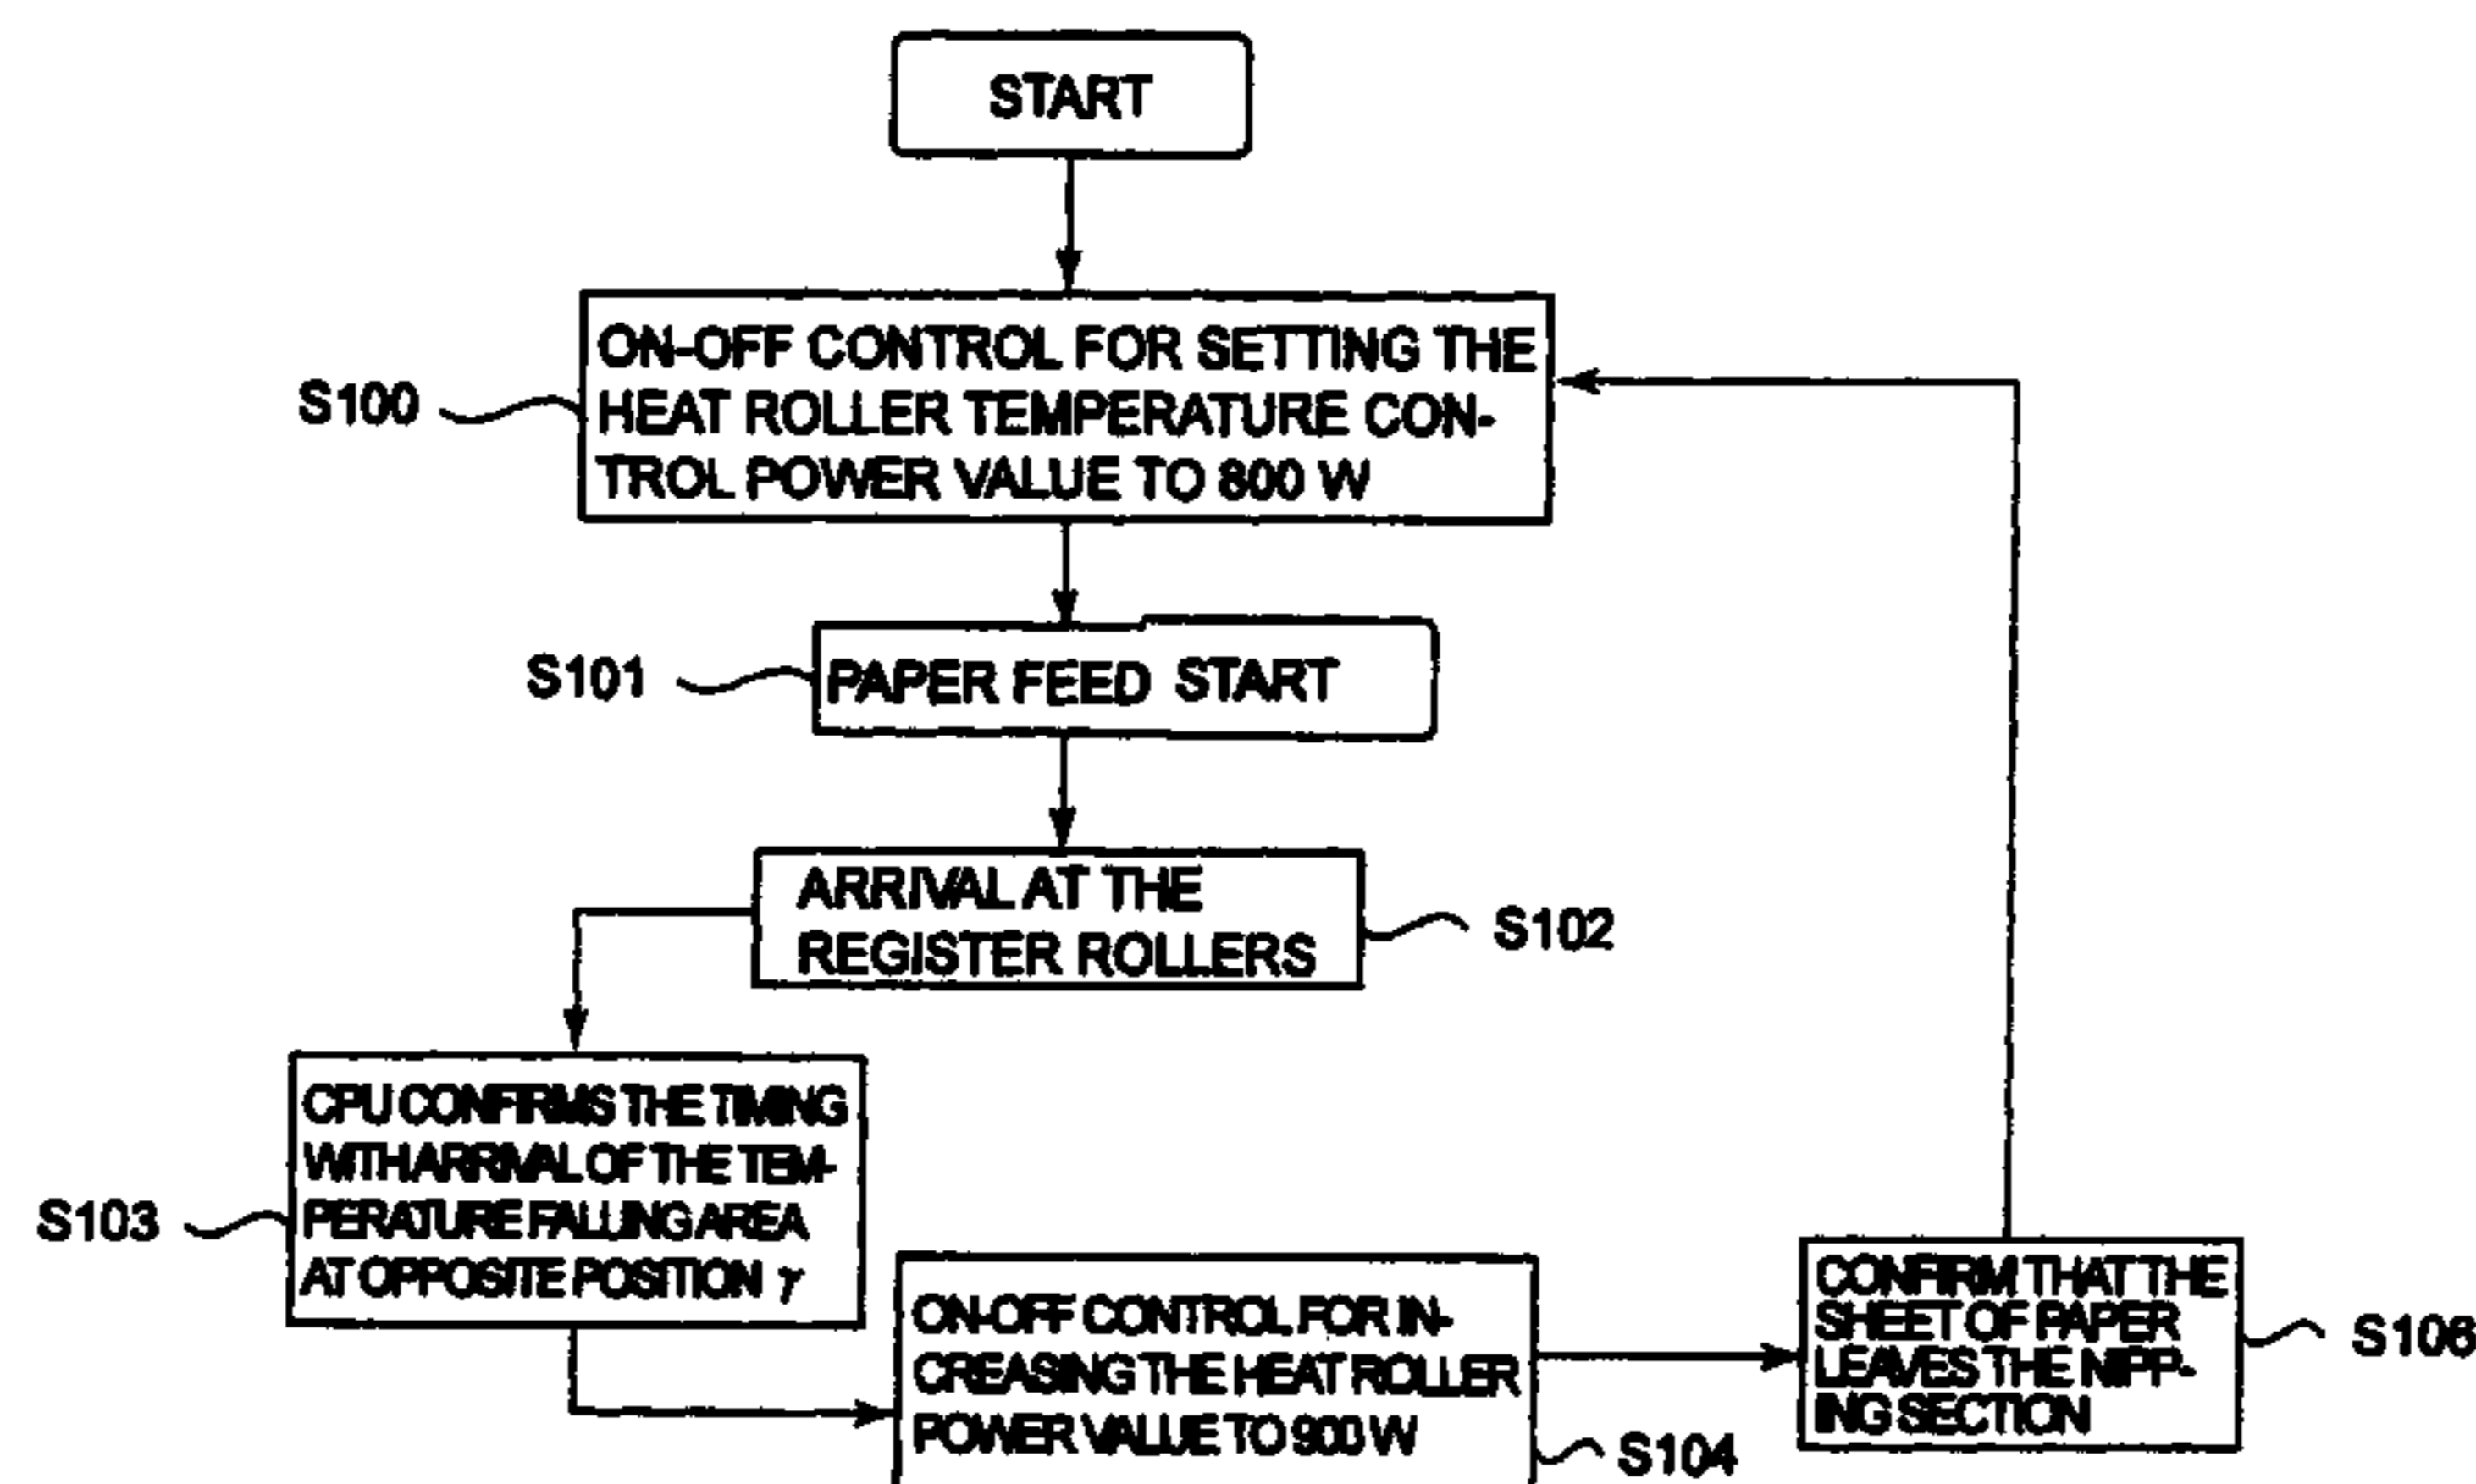 START
ON-OFF CONTROL FOR SETTING THE
HEAT ROLLER TEMPERATURE CON-
TROL POWER VALUE TO 800 W
S100
PAPER FEED START
S101
ARRIVAL AT THE
REGISTER ROLLERS
S102
CPU CONFIRMS THE TIMING
WITH ARRIVAL OF THE TEM-
PERATURE FALLING AREA
AT OPPOSITE POSITION γ
S103
ON-OFF CONTROL FOR IN-
CREASING THE HEAT ROLLER
POWER VALUE TO 900 W
S104
CONFIRM THAT THE
SHEET OF PAPER
LEAVES THE NIPP-
ING SECTION
S106